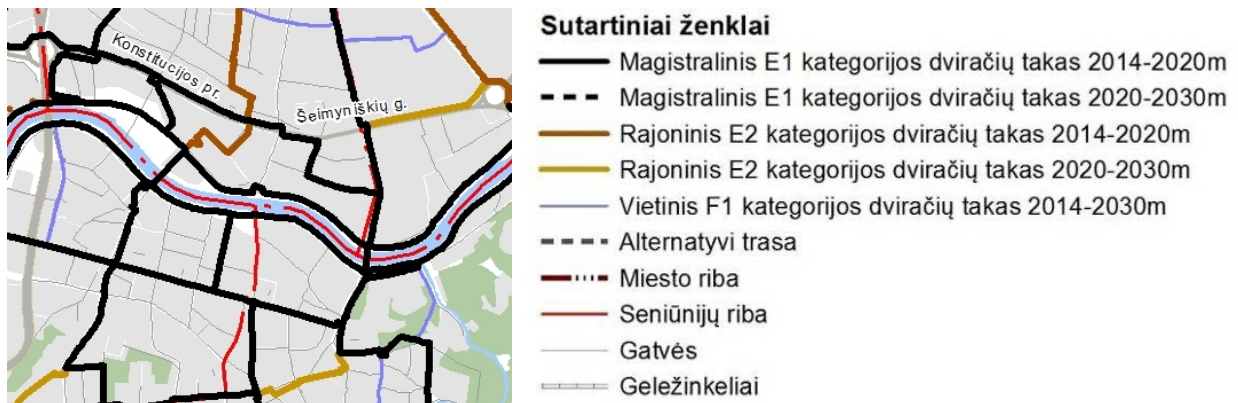 Konstitucijos pr.
Šeimyniškių g.
Sutartiniai ženklai
Magistralinis E1 kategorijos dviračių takas 2014-2020m
Magistralinis E1 kategorijos dviračių takas 2020-2030m
Rajoninis E2 kategorijos dviračių takas 2014-2020m
Rajoninis E2 kategorijos dviračių takas 2020-2030m
Vietinis F1 kategorijos dviračių takas 2014-2030m
Alternatyvi trasa
Miesto riba
Seniūnijų riba
Gatvės
Geležinkeliai